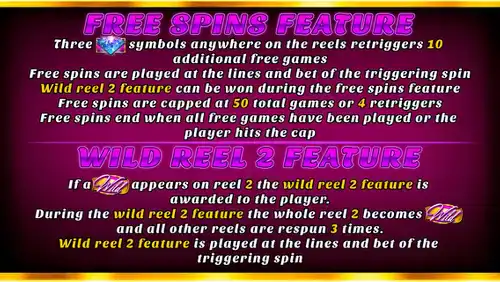 FREE SPINS FEATURE
Three symbols anywhere on the reels retriggers 10
additional free games
Free spins are played at the lines and bet of the triggering spin
Wild reel 2 feature can be won during the free spins feature
Free spins are capped at 50 total games or 4 retriggers
Free spins end when all free games have been played or the
player hits the cap
WILD REEL 2 FEATURE
If a Wild appears on reel 2 the wild reel 2 feature is
awarded to the player.
During the wild reel 2 feature the whole reel 2 becomes Wild
and all other reels are respun 3 times.
Wild reel 2 feature is played at the lines and bet of the
triggering spin